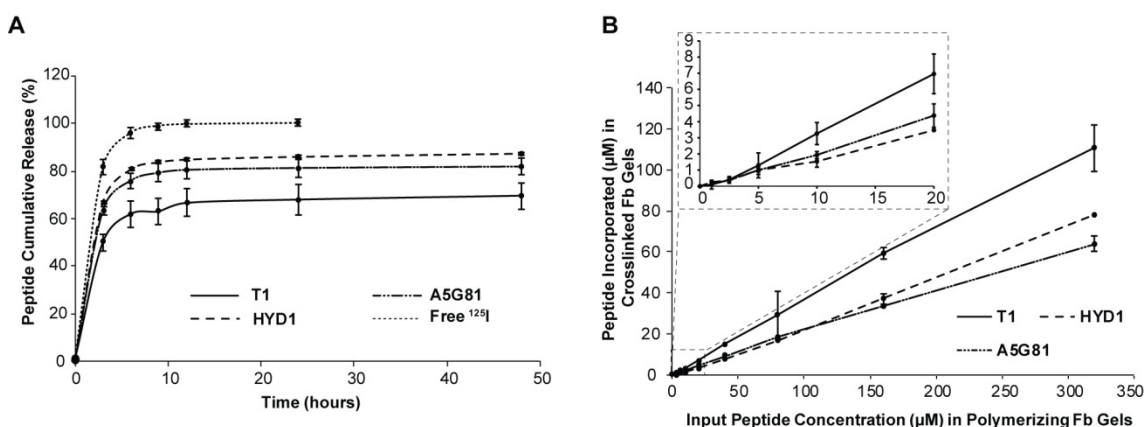 A
Peptide Cumulative Release (%)
120
100
80
60
40
20
0
0 10 20 30 40 50
Time (hours)
T1
HYD1
A5G81
Free ¹²⁵I
B
Peptide Incorporated (µM) in
Crosslinked Fb Gels
140
120
100
80
60
40
20
0
0 50 100 150 200 250 300 350
Input Peptide Concentration (µM) in Polymerizing Fb Gels
9
8
7
6
5
4
3
2
1
0
0 5 10 15 20
T1
HYD1
A5G81